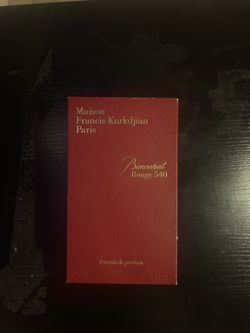 Maison
Francis Kurkdjian
Paris
Baccarat
Rouge 540
Extrait de parfum